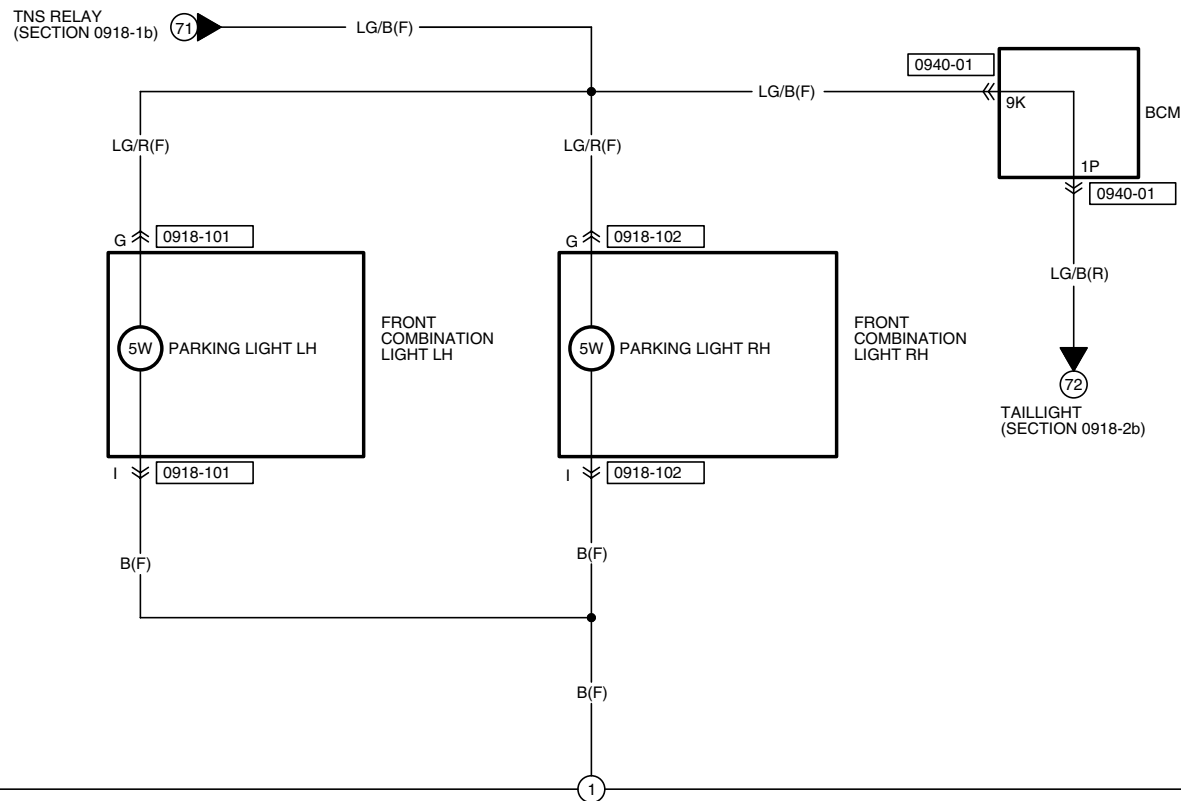 TNS RELAY
(SECTION 0918-1b)
71
LG/B(F)
0940-01
LG/B(F)
9K
BCM
1P
0940-01
LG/R(F)
LG/R(F)
G
0918-101
G
0918-102
LG/B(R)
5W
PARKING LIGHT LH
FRONT
COMBINATION
LIGHT LH
5W
PARKING LIGHT RH
FRONT
COMBINATION
LIGHT RH
72
TAILLIGHT
(SECTION 0918-2b)
I
0918-101
I
0918-102
B(F)
B(F)
B(F)
1